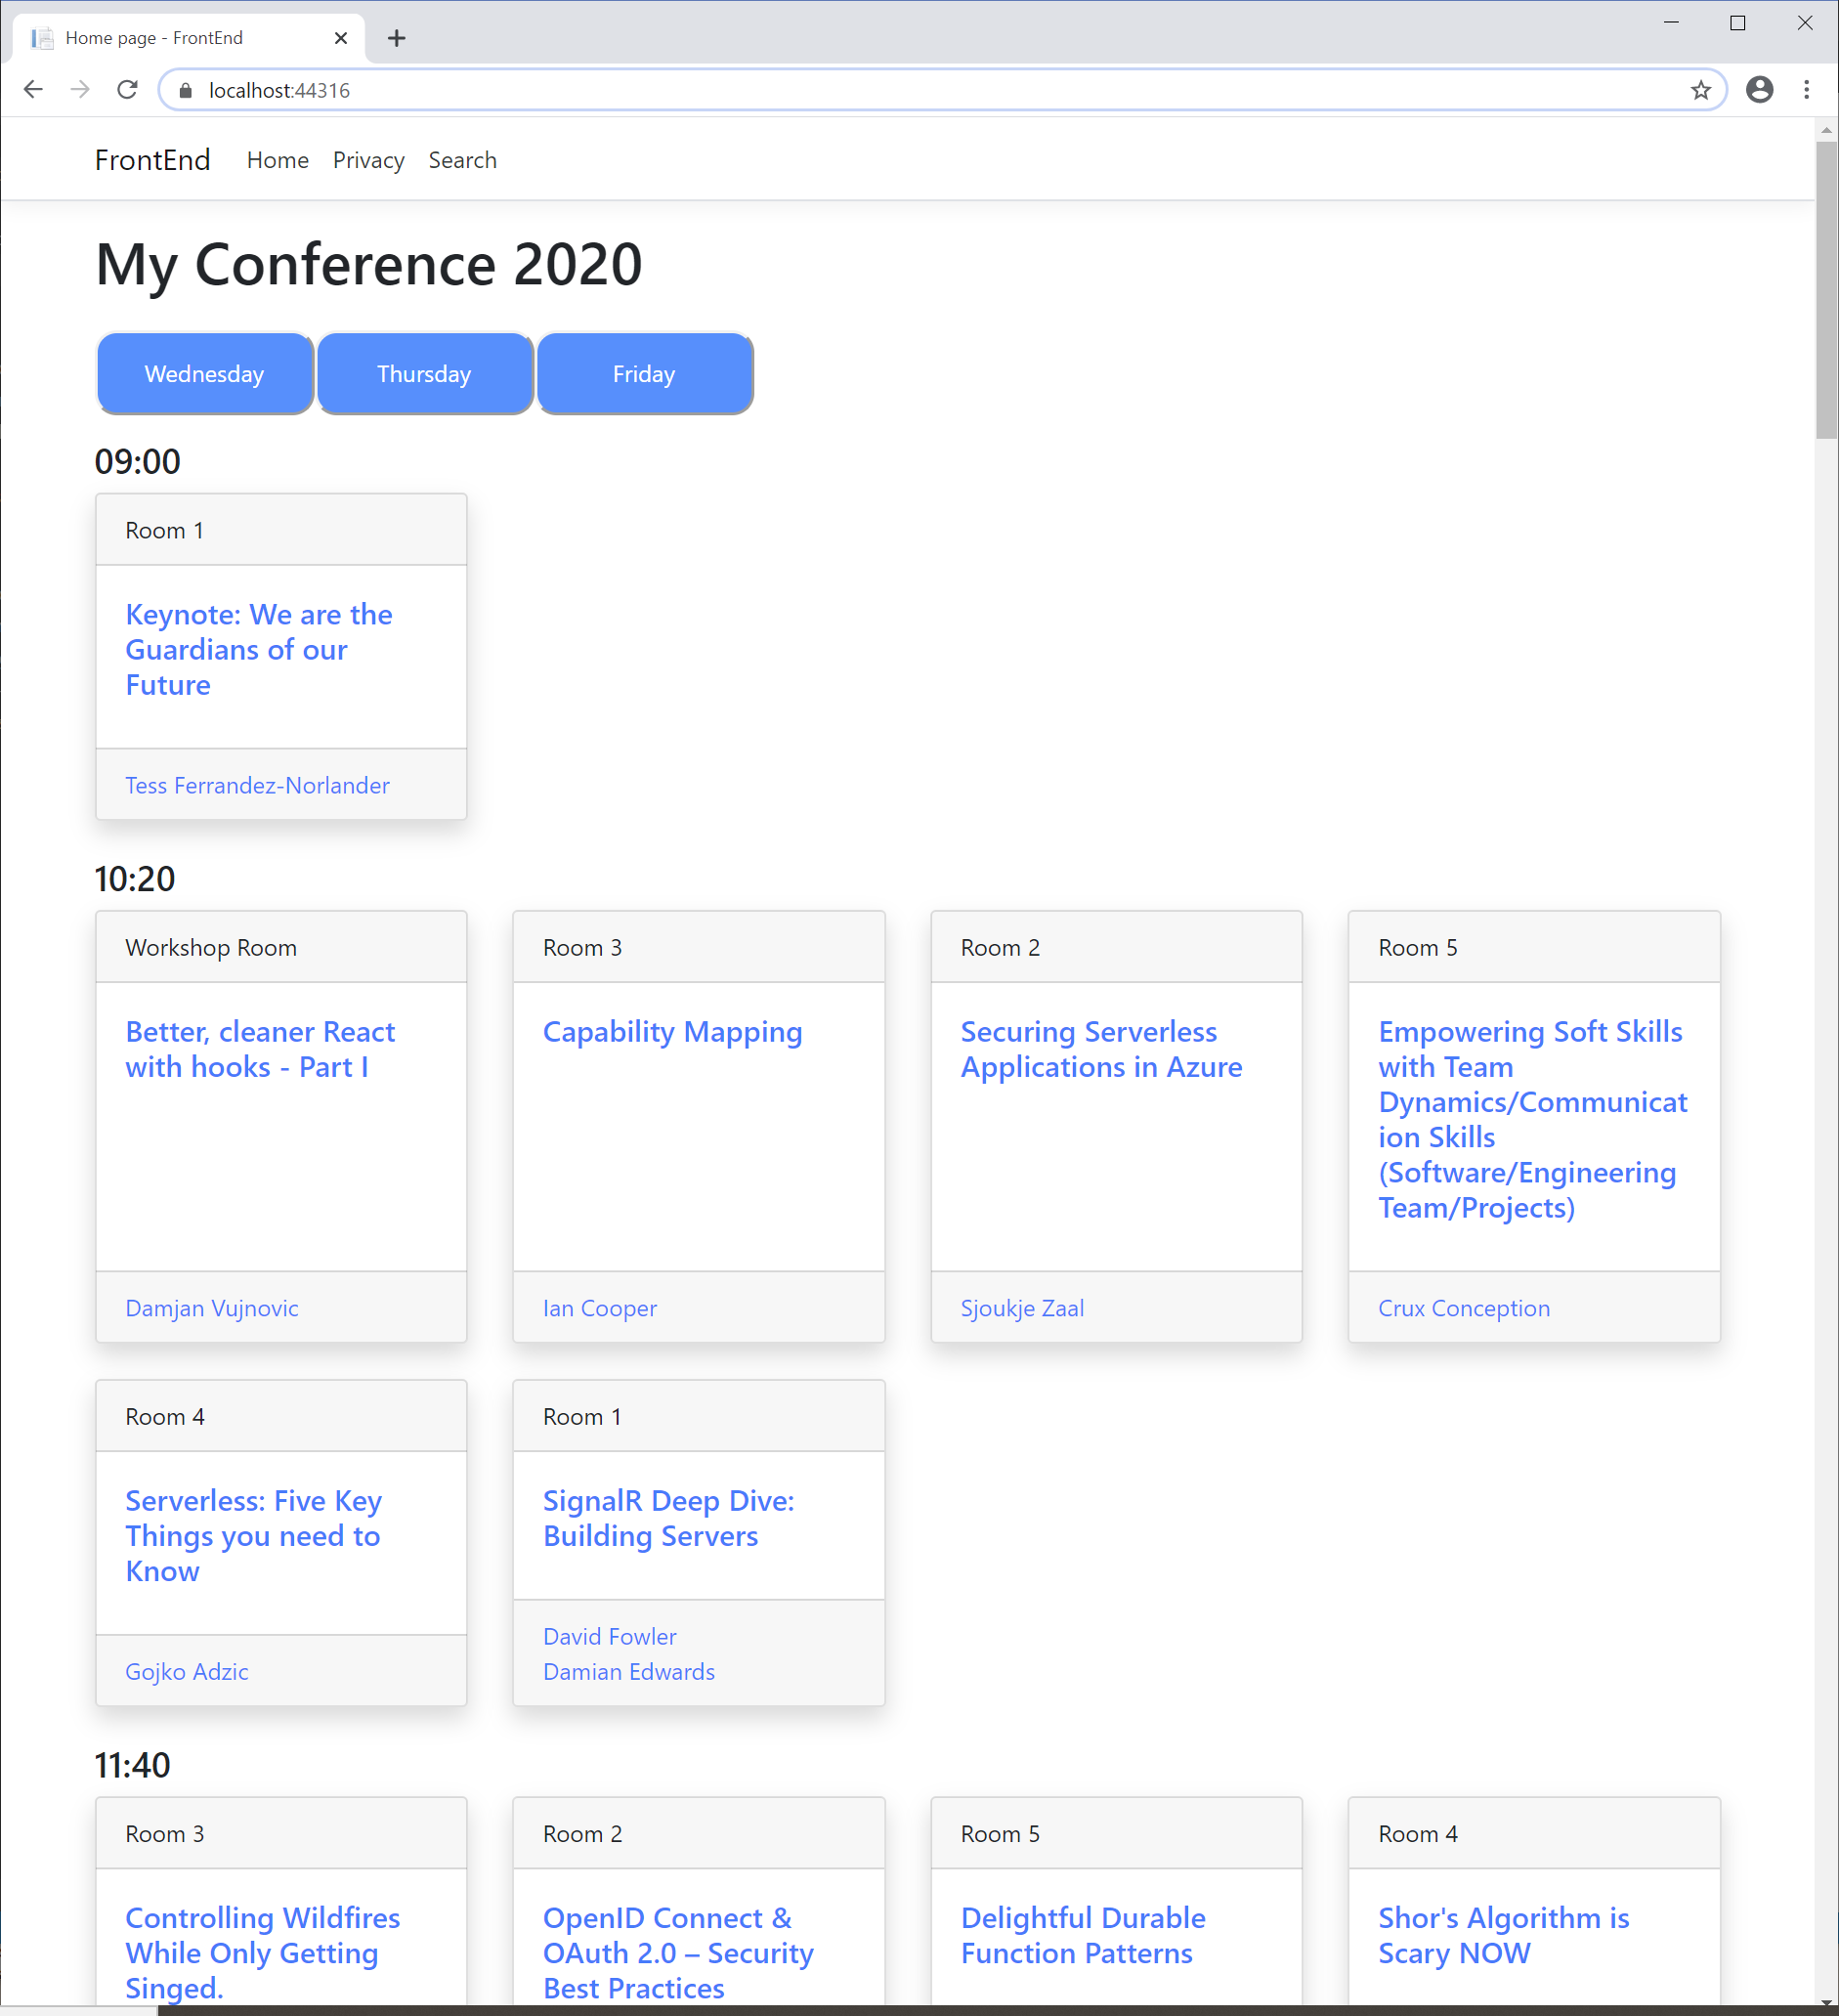 Home page - FrontEnd
localhost:44316
FrontEnd Home Privacy Search
My Conference 2020
Wednesday Thursday Friday
09:00
Room 1
Keynote: We are the
Guardians of our
Future
Tess Ferrandez-Norlander
10:20
Workshop Room
Better, cleaner React
with hooks - Part I
Damjan Vujnovic
Room 3
Capability Mapping
Ian Cooper
Room 2
Securing Serverless
Applications in Azure
Sjoukje Zaal
Room 5
Empowering Soft Skills
with Team
Dynamics/Communicat
ion Skills
(Software/Engineering
Team/Projects)
Crux Conception
Room 4
Serverless: Five Key
Things you need to
Know
Gojko Adzic
Room 1
SignalR Deep Dive:
Building Servers
David Fowler
Damian Edwards
11:40
Room 3
Controlling Wildfires
While Only Getting
Singed.
Room 2
OpenID Connect &
OAuth 2.0 – Security
Best Practices
Room 5
Delightful Durable
Function Patterns
Room 4
Shor's Algorithm is
Scary NOW